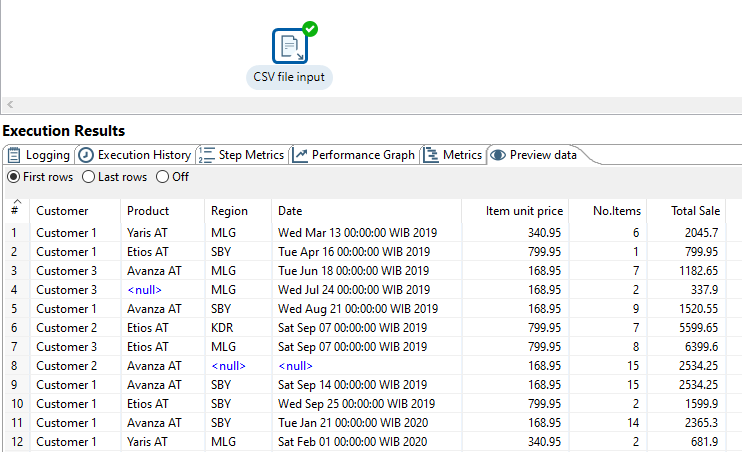 CSV file input
Execution Results
Logging Execution History Step Metrics Performance Graph Metrics Preview data
First rows Last rows Off
# Customer Product Region Date Item unit price No.Items Total Sale
1 Customer 1 Yaris AT MLG Wed Mar 13 00:00:00 WIB 2019 340.95 6 2045.7
2 Customer 1 Etios AT SBY Tue Apr 16 00:00:00 WIB 2019 799.95 1 799.95
3 Customer 3 Avanza AT MLG Tue Jun 18 00:00:00 WIB 2019 168.95 7 1182.65
4 Customer 3 <null> MLG Wed Jul 24 00:00:00 WIB 2019 168.95 2 337.9
5 Customer 1 Avanza AT SBY Wed Aug 21 00:00:00 WIB 2019 168.95 9 1520.55
6 Customer 2 Etios AT KDR Sat Sep 07 00:00:00 WIB 2019 799.95 7 5599.65
7 Customer 3 Etios AT MLG Sat Sep 07 00:00:00 WIB 2019 799.95 8 6399.6
8 Customer 2 Avanza AT <null> <null> 168.95 15 2534.25
9 Customer 1 Avanza AT SBY Sat Sep 14 00:00:00 WIB 2019 168.95 15 2534.25
10 Customer 1 Etios AT SBY Wed Sep 25 00:00:00 WIB 2019 799.95 2 1599.9
11 Customer 1 Avanza AT SBY Tue Jan 21 00:00:00 WIB 2020 168.95 14 2365.3
12 Customer 1 Yaris AT MLG Sat Feb 01 00:00:00 WIB 2020 340.95 2 681.9